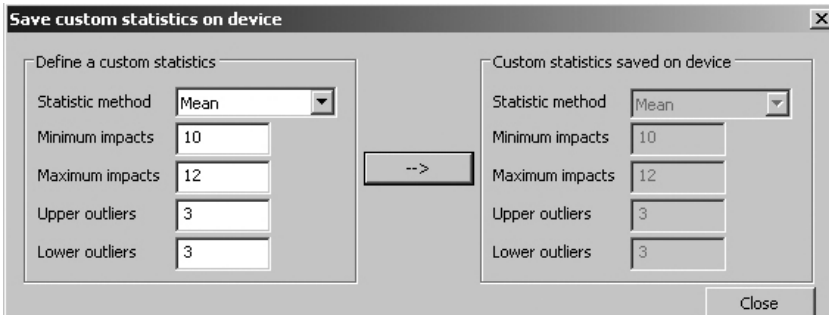 Save custom statistics on device
Define a custom statistics
Statistic method Mean
Minimum impacts 10
Maximum impacts 12
Upper outliers 3
Lower outliers 3
-->
Custom statistics saved on device
Statistic method Mean
Minimum impacts 10
Maximum impacts 12
Upper outliers 3
Lower outliers 3
Close